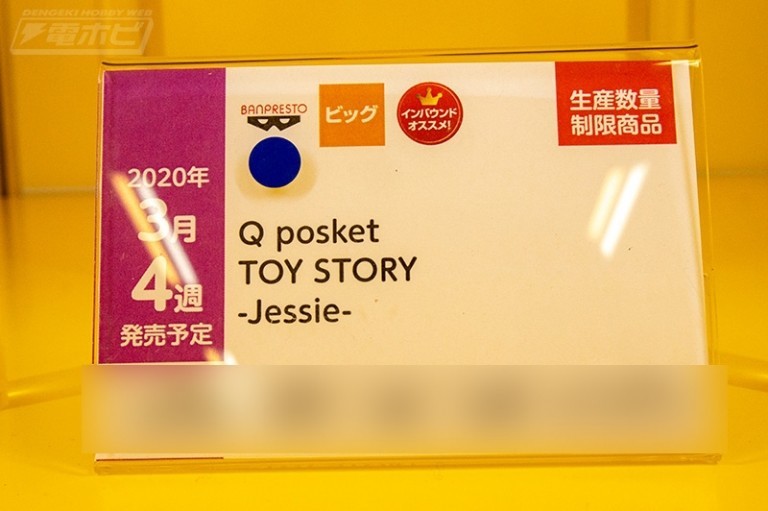 DENGEKI HOBBY WEB
電ホビ
2020年
3月
4週
発売予定
BANPRESTO
ビッグ
インバウンド
オススメ!
生産数量
制限商品
Q posket
TOY STORY
-Jessie-